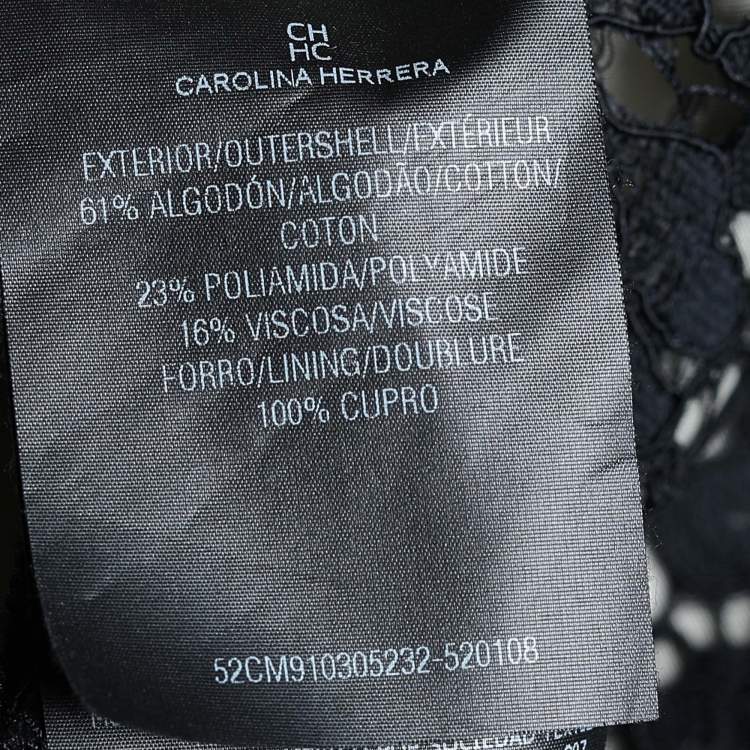 CH
HC
CAROLINA HERRERA
EXTERIOR/OUTERSHELL/EXTÉRIEUR
61% ALGODÓN/ALGODÃO/COTTON/
COTON
23% POLIAMIDA/POLYAMIDE
16% VISCOSA/VISCOSE
FORRO/LINING/DOUBLURE
100% CUPRO
52CM910305232-520108
SOCIEDAD